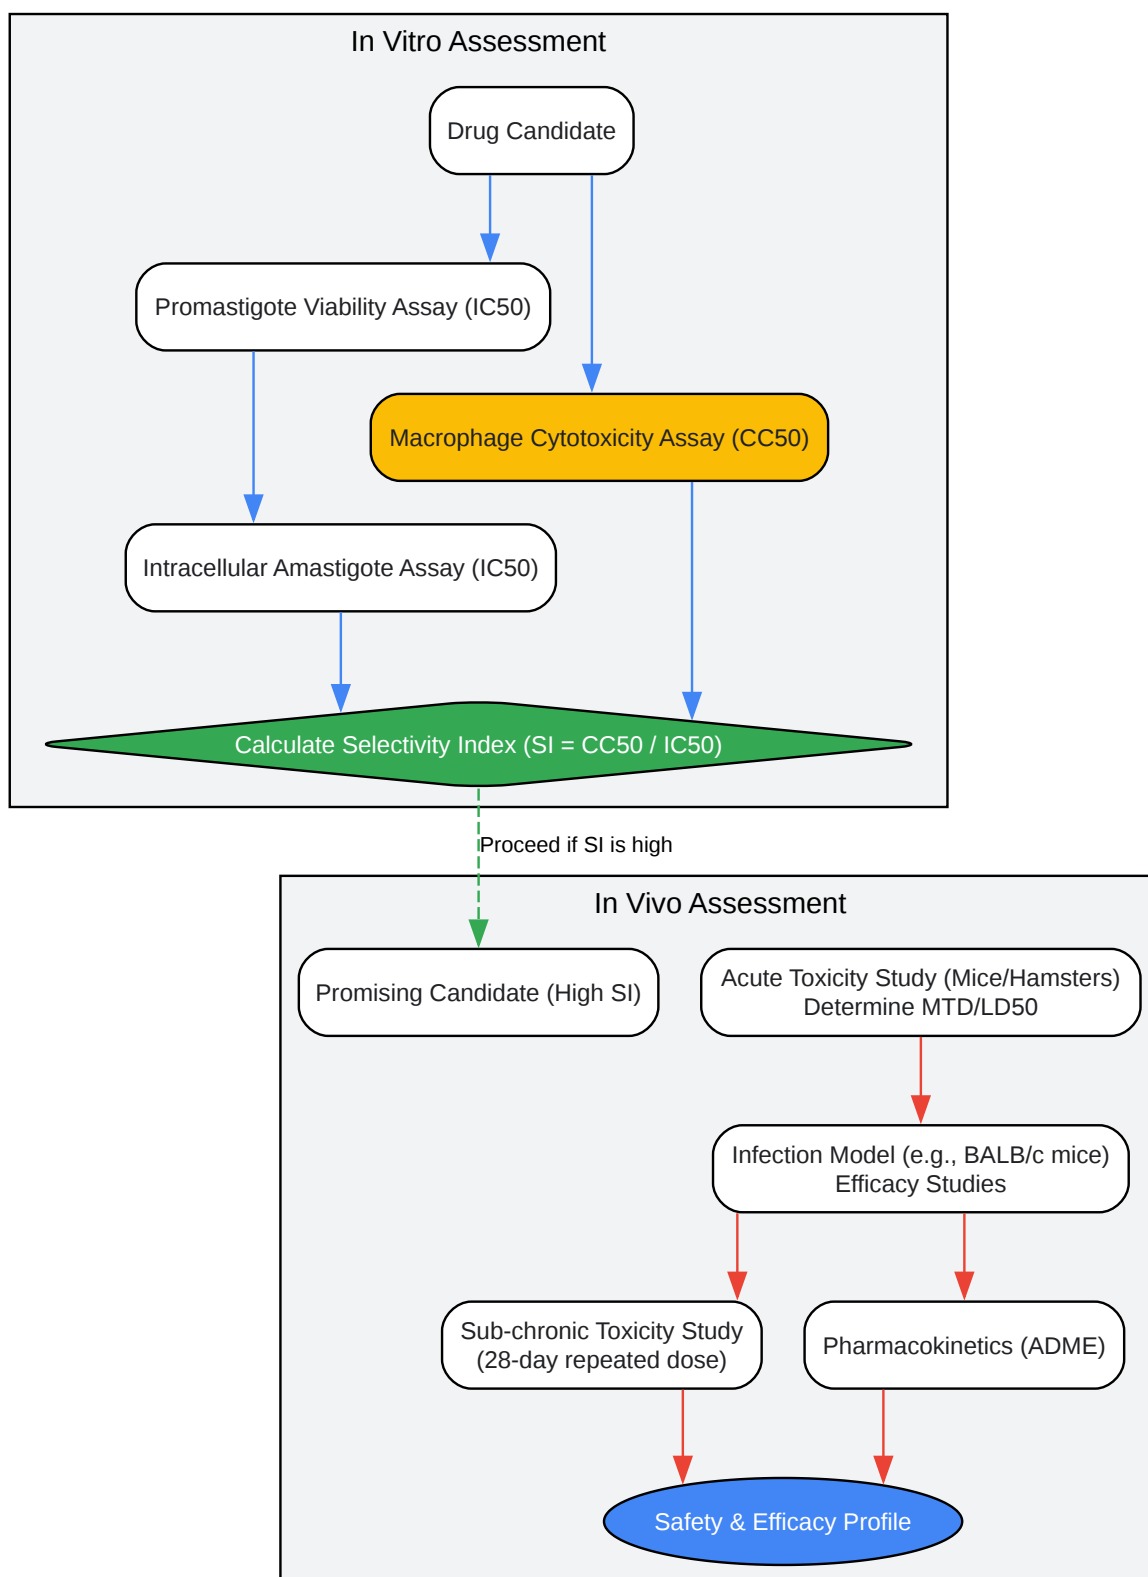 In Vitro Assessment
Drug Candidate
Promastigote Viability Assay (IC50)
Macrophage Cytotoxicity Assay (CC50)
Intracellular Amastigote Assay (IC50)
Calculate Selectivity Index (SI = CC50 / IC50)
Proceed if SI is high
In Vivo Assessment
Promising Candidate (High SI)
Acute Toxicity Study (Mice/Hamsters)
Determine MTD/LD50
Infection Model (e.g., BALB/c mice)
Efficacy Studies
Sub-chronic Toxicity Study
(28-day repeated dose)
Pharmacokinetics (ADME)
Safety & Efficacy Profile